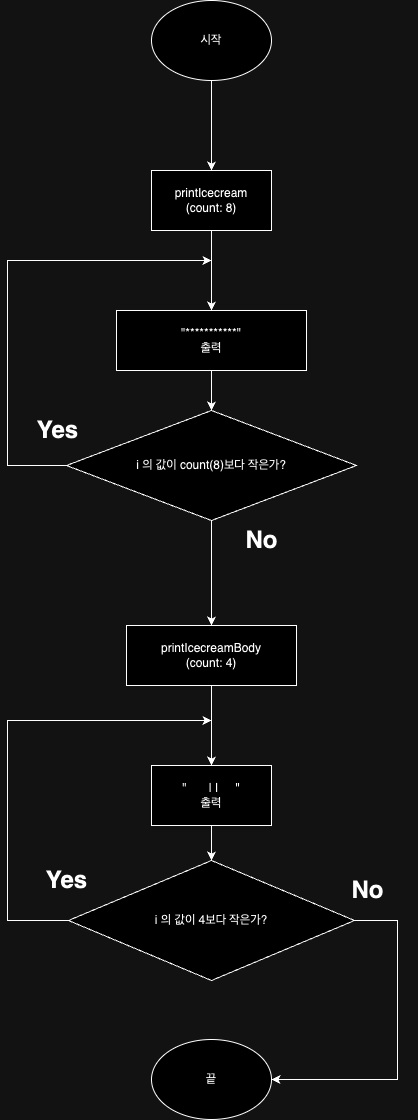 시작
printIcecream
(count: 8)
"***********"
출력
Yes
i 의 값이 count(8)보다 작은가?
No
printIcecreamBody
(count: 4)
"      | |      "
출력
Yes
No
i 의 값이 4보다 작은가?
끝